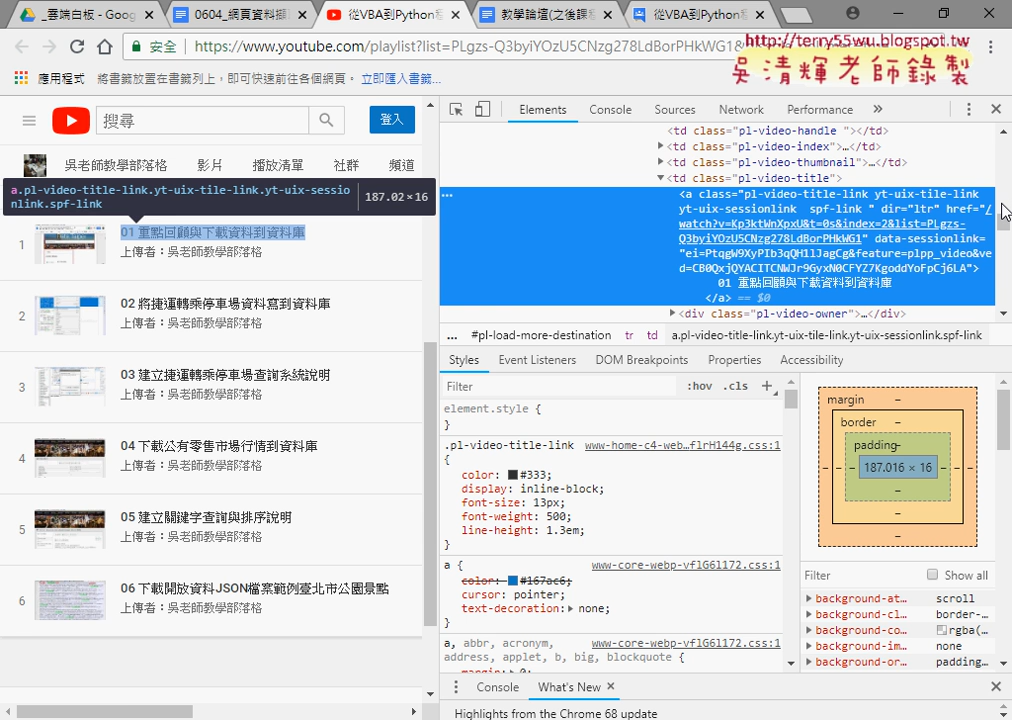 _雲端白板 - Goog
0604_網頁資料擷
從VBA到Python程
教學論壇(之後課程
從VBA到Python程
安全
https://www.youtube.com/playlist?list=PLgzs-Q3byiYOzU5CNzg278LdBorPHkWG1&
http://terry55wu.blogspot.tw
吳清輝老師錄製
應用程式
將書籤放置在書籤列上，即可快速前往各個網頁。
立即匯入書籤...
搜尋
登入
吳老師教學部落格
影片
播放清單
社群
頻道
a.pl-video-title-link.yt-uix-tile-link.yt-uix-sessio
nlink.spf-link
187.02×16
1
01 重點回顧與下載資料到資料庫
上傳者：吳老師教學部落格
2
02 將捷運轉乘停車場資料寫到資料庫
上傳者：吳老師教學部落格
3
03 建立捷運轉乘停車場查詢系統說明
上傳者：吳老師教學部落格
4
04 下載公有零售市場行情到資料庫
上傳者：吳老師教學部落格
5
05 建立關鍵字查詢與排序說明
上傳者：吳老師教學部落格
6
06 下載開放資料JSON檔案範例臺北市公園景點
上傳者：吳老師教學部落格
Elements
Console
Sources
Network
Performance
»
<td class="pl-video-handle "></td>
<td class="pl-video-index">…</td>
<td class="pl-video-thumbnail">…</td>
<td class="pl-video-title">
<a class="pl-video-title-link yt-uix-tile-link
yt-uix-sessionlink  spf-link " dir="ltr" href="/
watch?v=Kp3ktWnXpxU&t=0s&index=2&list=PLgzs-
Q3byiYOzU5CNzg278LdBorPHkWG1" data-sessionlink=
"ei=PtqgW9XyPIb3qQH1lJagCg&feature=plpp_video&ve
d=CB0QxjQYACITCNWJr9GyxN0CFYZ7KgoddYoFpCj6LA">
01 重點回顧與下載資料到資料庫
</a> == $0
<div class="pl-video-owner">…</div>
... #pl-load-more-destination tr td a.pl-video-title-link.yt-uix-tile-link.yt-uix-sessionlink.spf-link
Styles
Event Listeners
DOM Breakpoints
Properties
Accessibility
Filter
:hov
.cls
+
element.style {
}
.pl-video-title-link www-home-c4-web…flrH144g.css:1
{
color: #333;
display: inline-block;
font-size: 13px;
font-weight: 500;
line-height: 1.3em;
}
a { www-core-webp-vflG6l172.css:1
color: #167ac6;
cursor: pointer;
text-decoration: none;
}
a, abbr, acronym, www-core-webp-vflG6l172.css:1
address, applet, b, big, blockquote {
margin: 0;
margin
–
border
–
padding
–
187.016 × 16
Filter
Show all
background-at… scroll
background-cl… border-…
background-co… rgba(…
background-im… none
background-or… padding…
Console
What's New
Highlights from the Chrome 68 update